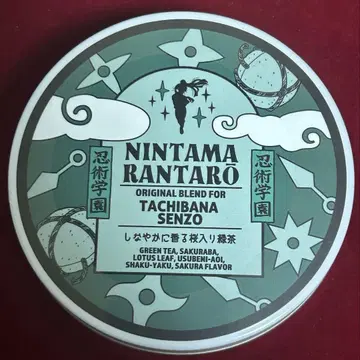 NINTAMA
RANTARŌ
ORIGINAL BLEND FOR
TACHIBANA
SENZO
しなやかに香る桜入り緑茶
GREEN TEA, SAKURABA,
LOTUS LEAF, USUBENI-AOI,
SHAKU-YAKU, SAKURA FLAVOR
忍術学園
忍術学園